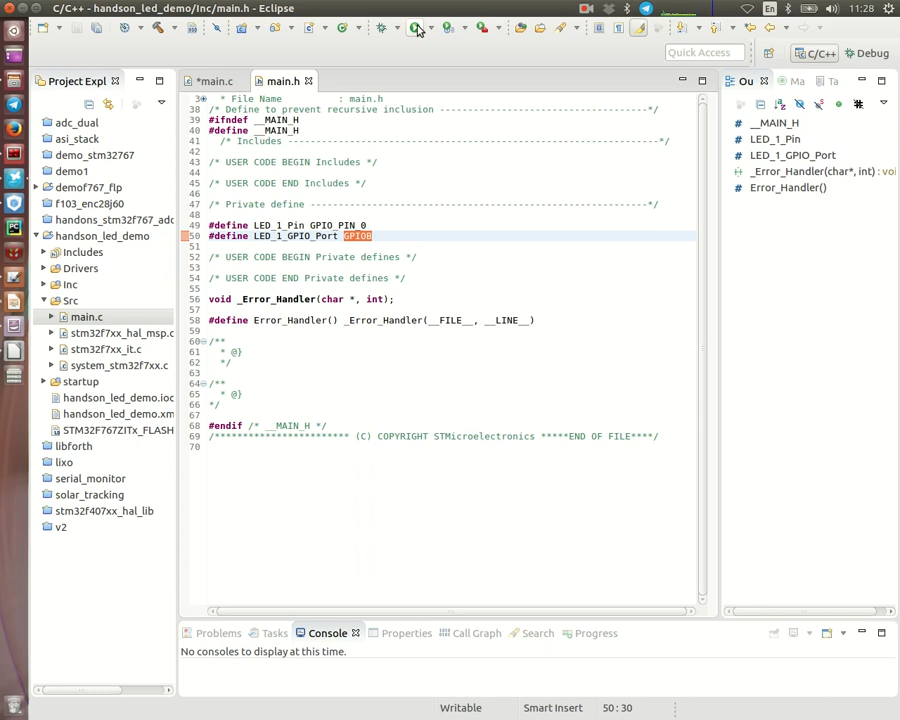 C/C++ - handson_led_demo/Inc/main.h - Eclipse
En
11:28
Quick Access
C/C++
Debug
Project Expl
adc_dual
asi_stack
demo_stm32767
demo1
demof767_flp
f103_enc28j60
handons_stm32f767_adc
handson_led_demo
Includes
Drivers
Inc
Src
main.c
stm32f7xx_hal_msp.c
stm32f7xx_it.c
system_stm32f7xx.c
startup
handson_led_demo.ioc
handson_led_demo.xm
STM32F767ZITx_FLASH
libforth
lixo
serial_monitor
solar_tracking
stm32f407xx_hal_lib
v2
*main.c
main.h
3 * File Name : main.h
38 /* Define to prevent recursive inclusion -------------------------------------*/
39 #ifndef __MAIN_H
40 #define __MAIN_H
41 /* Includes ------------------------------------------------------------------*/
42
43 /* USER CODE BEGIN Includes */
44
45 /* USER CODE END Includes */
46
47 /* Private define ------------------------------------------------------------*/
48
49 #define LED_1_Pin GPIO_PIN_0
50 #define LED_1_GPIO_Port GPIOB
51
52 /* USER CODE BEGIN Private defines */
53
54 /* USER CODE END Private defines */
55
56 void _Error_Handler(char *, int);
57
58 #define Error_Handler() _Error_Handler(__FILE__, __LINE__)
59
60 /**
61 * @}
62 */
63
64 /**
65 * @}
66 */
67
68 #endif /* __MAIN_H */
69 /************************ (C) COPYRIGHT STMicroelectronics *****END OF FILE****/
70
Ou
Ma
Ta
# __MAIN_H
# LED_1_Pin
# LED_1_GPIO_Port
_Error_Handler(char*, int) : voi
# Error_Handler()
Problems
Tasks
Console
Properties
Call Graph
Search
Progress
No consoles to display at this time.
Writable
Smart Insert
50 : 30